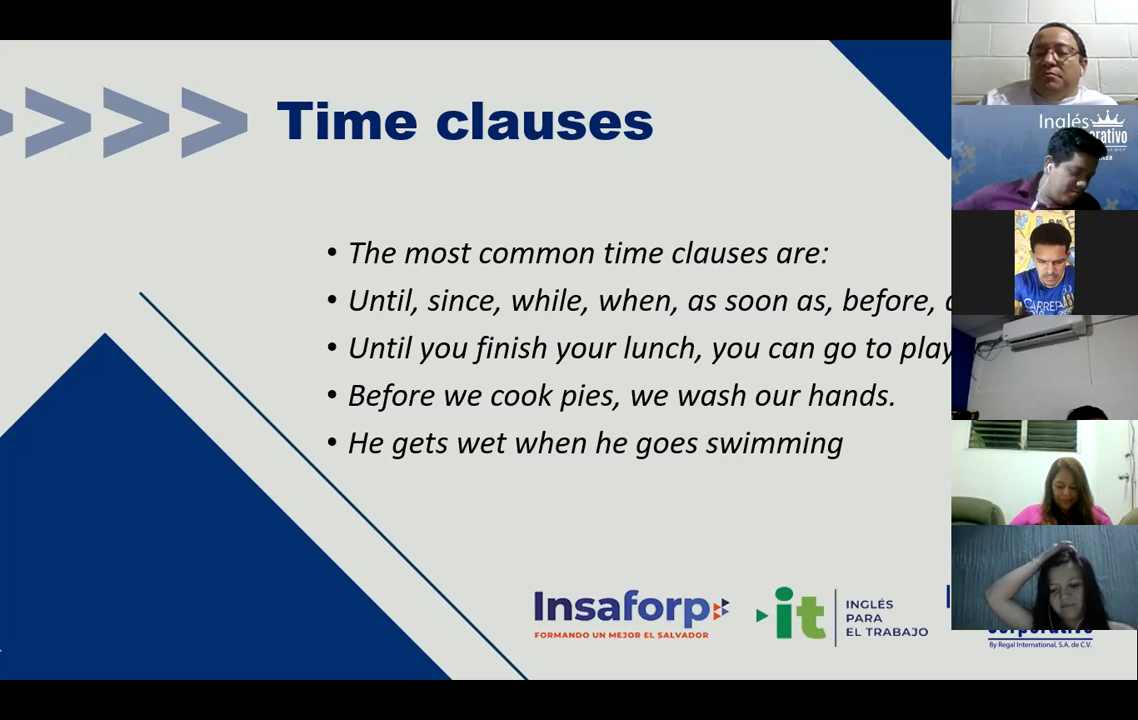 Time clauses
• The most common time clauses are:
• Until, since, while, when, as soon as, before,
• Until you finish your lunch, you can go to play
• Before we cook pies, we wash our hands.
• He gets wet when he goes swimming
Insaforp
FORMANDO UN MEJOR EL SALVADOR
it
INGLÉS
PARA
EL TRABAJO
By Regal International, S.A. de C.V.
Inglés